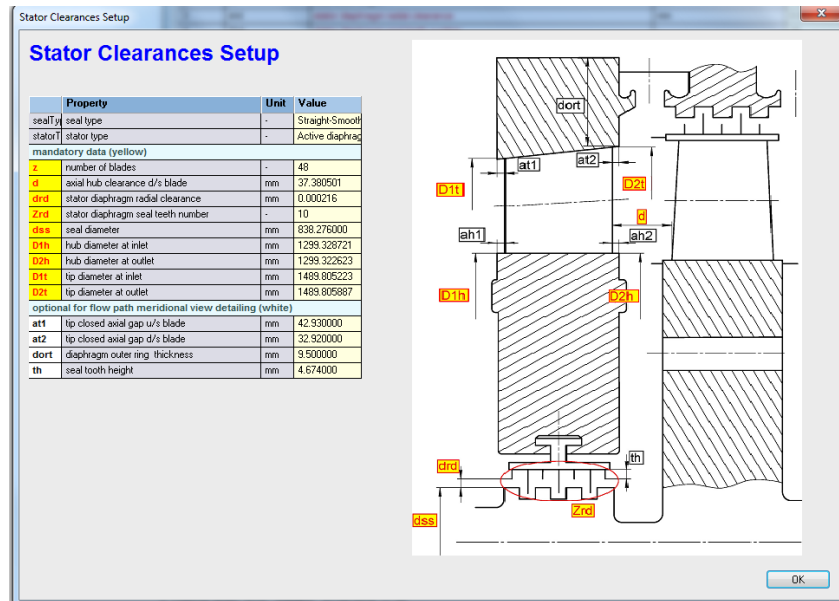 Stator Clearances Setup
Stator Clearances Setup
Property Unit Value
sealTy seal type - Straight-Smooth
statorT stator type - Active diaphrag
mandatory data (yellow)
z number of blades - 48
d axial hub clearance d/s blade mm 37.380501
drd stator diaphragm radial clearance mm 0.000216
Zrd stator diaphragm seal teeth number - 10
dss seal diameter mm 838.276000
D1h hub diameter at inlet mm 1299.328721
D2h hub diameter at outlet mm 1299.322623
D1t tip diameter at inlet mm 1489.805223
D2t tip diameter at outlet mm 1489.805887
optional for flow path meridional view detailing (white)
at1 tip closed axial gap u/s blade mm 42.930000
at2 tip closed axial gap d/s blade mm 32.920000
dort diaphragm outer ring thickness mm 9.500000
th seal tooth height mm 4.674000
dort
at1 at2
D1t D2t
d
ah1 ah2
D1h D2h
drd th
Zrd
dss
OK